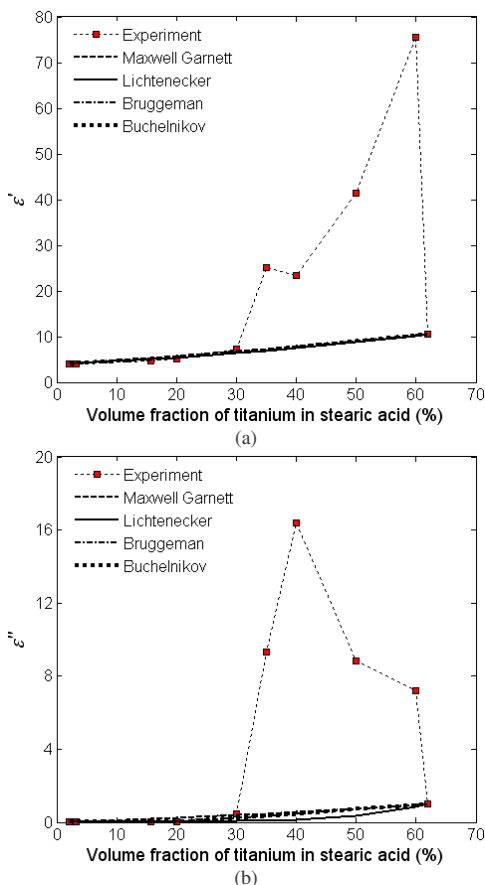 80
70
60
50
40
30
20
10
0
ε'
Experiment
Maxwell Garnett
Lichtenecker
Bruggeman
Buchelnikov
0 10 20 30 40 50 60 70
Volume fraction of titanium in stearic acid (%)
(a)
20
16
12
8
4
0
ε"
Experiment
Maxwell Garnett
Lichtenecker
Bruggeman
Buchelnikov
0 10 20 30 40 50 60 70
Volume fraction of titanium in stearic acid (%)
(b)